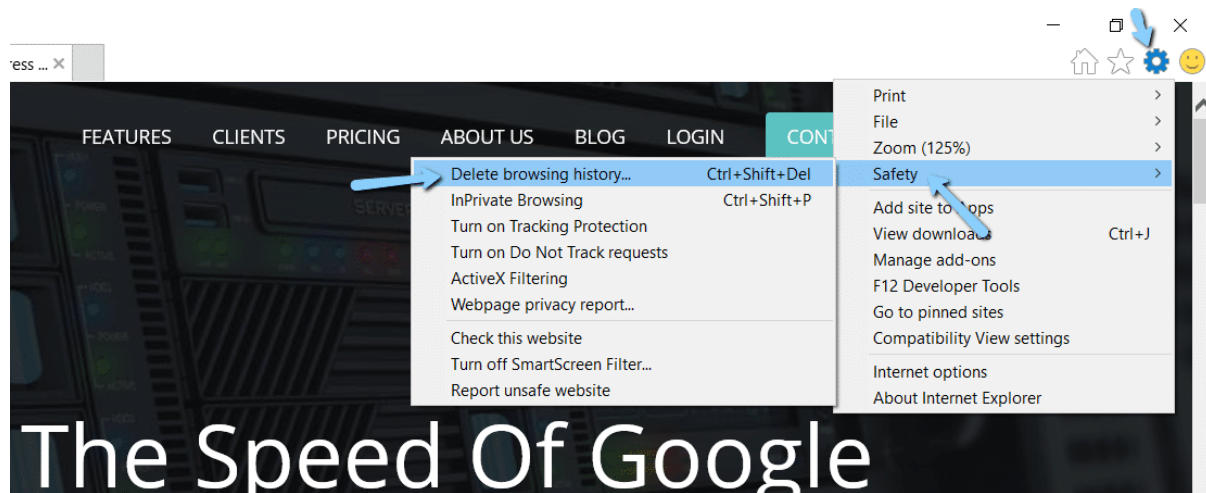 ress ...
FEATURES CLIENTS PRICING ABOUT US BLOG LOGIN CONT
Print
File
Zoom (125%)
Safety
Add site to Apps
View downloads Ctrl+J
Manage add-ons
F12 Developer Tools
Go to pinned sites
Compatibility View settings
Internet options
About Internet Explorer
Delete browsing history... Ctrl+Shift+Del
InPrivate Browsing Ctrl+Shift+P
Turn on Tracking Protection
Turn on Do Not Track requests
ActiveX Filtering
Webpage privacy report...
Check this website
Turn off SmartScreen Filter...
Report unsafe website
SERVER
The Speed Of Google